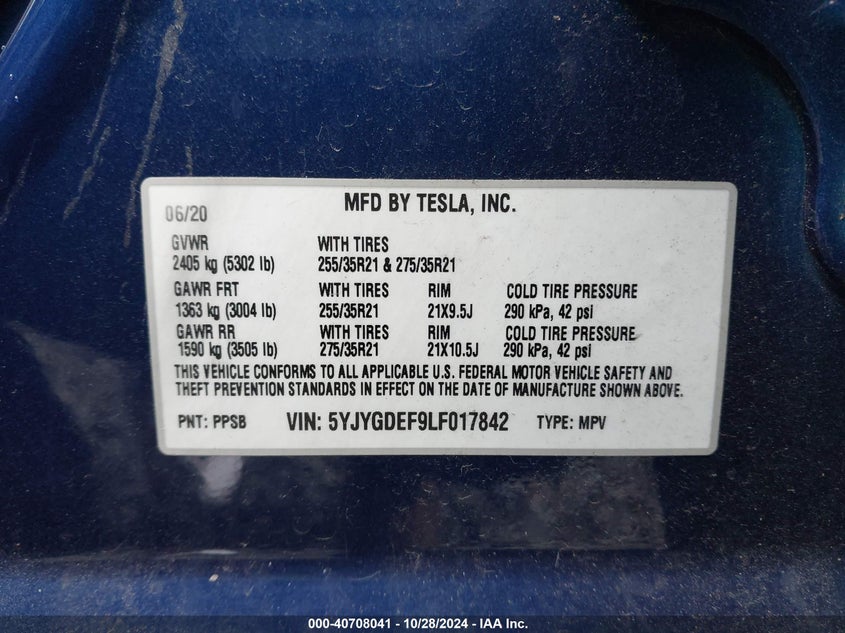 MFD BY TESLA, INC.
06/20
GVWR WITH TIRES
2405 kg (5302 lb) 255/35R21 & 275/35R21
GAWR FRT WITH TIRES RIM COLD TIRE PRESSURE
1363 kg (3004 lb) 255/35R21 21X9.5J 290 kPa, 42 psi
GAWR RR WITH TIRES RIM COLD TIRE PRESSURE
1590 kg (3505 lb) 275/35R21 21X10.5J 290 kPa, 42 psi
THIS VEHICLE CONFORMS TO ALL APPLICABLE U.S. FEDERAL MOTOR VEHICLE SAFETY AND
THEFT PREVENTION STANDARDS IN EFFECT ON THE DATE OF MANUFACTURE SHOWN ABOVE.
PNT: PPSB VIN: 5YJYGDEF9LF017842 TYPE: MPV
000-40708041 - 10/28/2024 - IAA Inc.